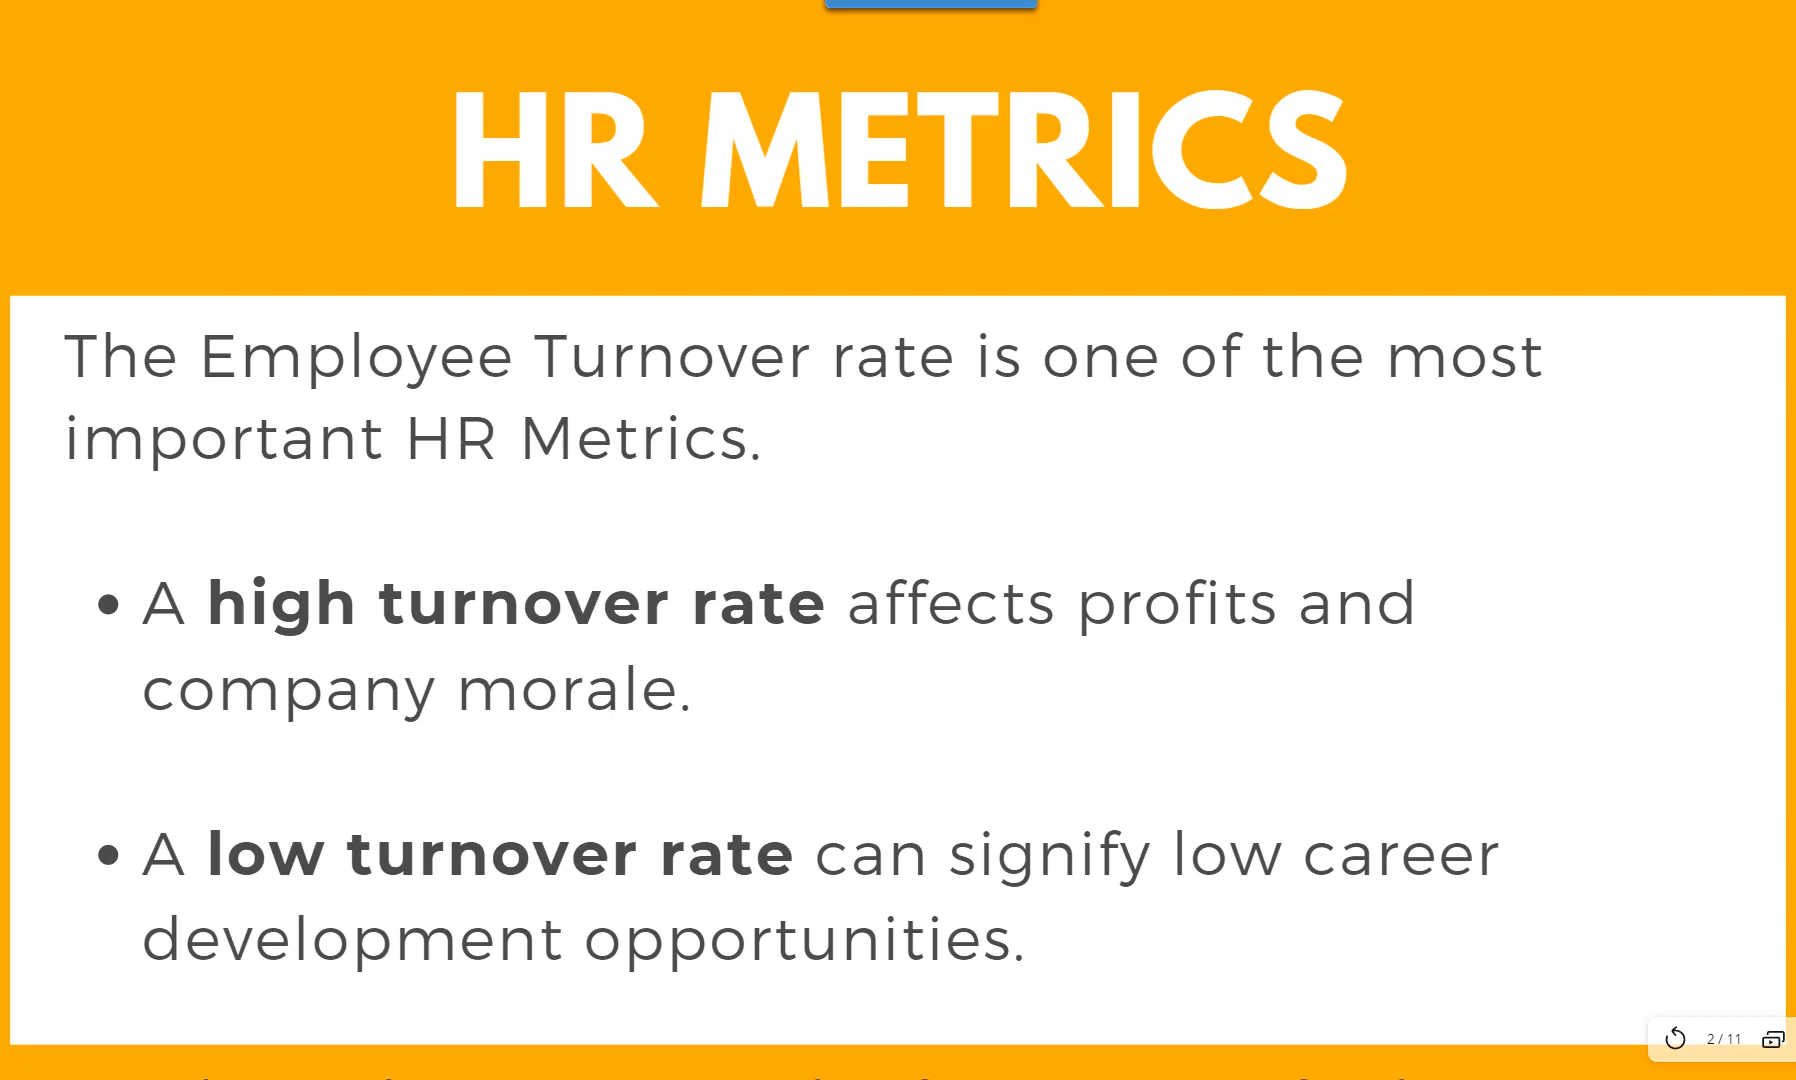 HR METRICS
The Employee Turnover rate is one of the most
important HR Metrics.
• A high turnover rate affects profits and
company morale.
• A low turnover rate can signify low career
development opportunities.
2 / 11